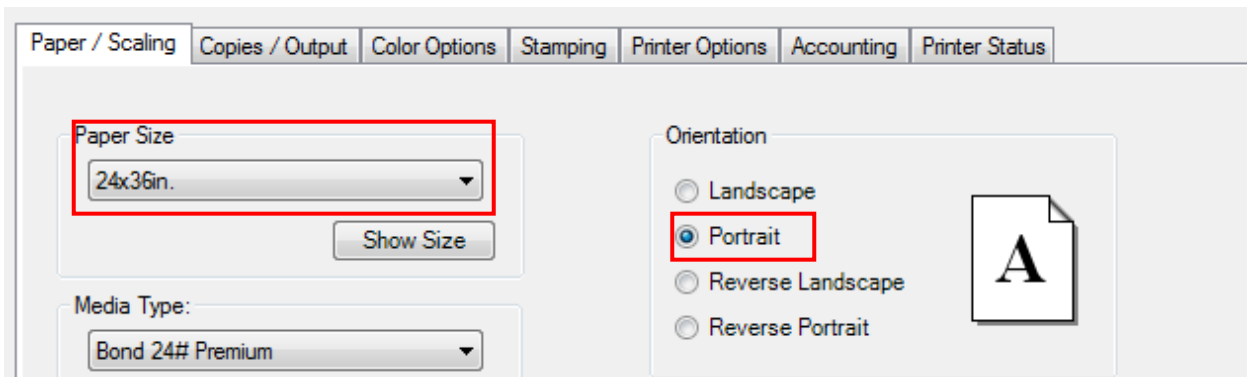 Paper / Scaling Copies / Output Color Options Stamping Printer Options Accounting Printer Status
Paper Size
24x36in.
Show Size
Media Type:
Bond 24# Premium
Orientation
Landscape
Portrait
Reverse Landscape
Reverse Portrait
A